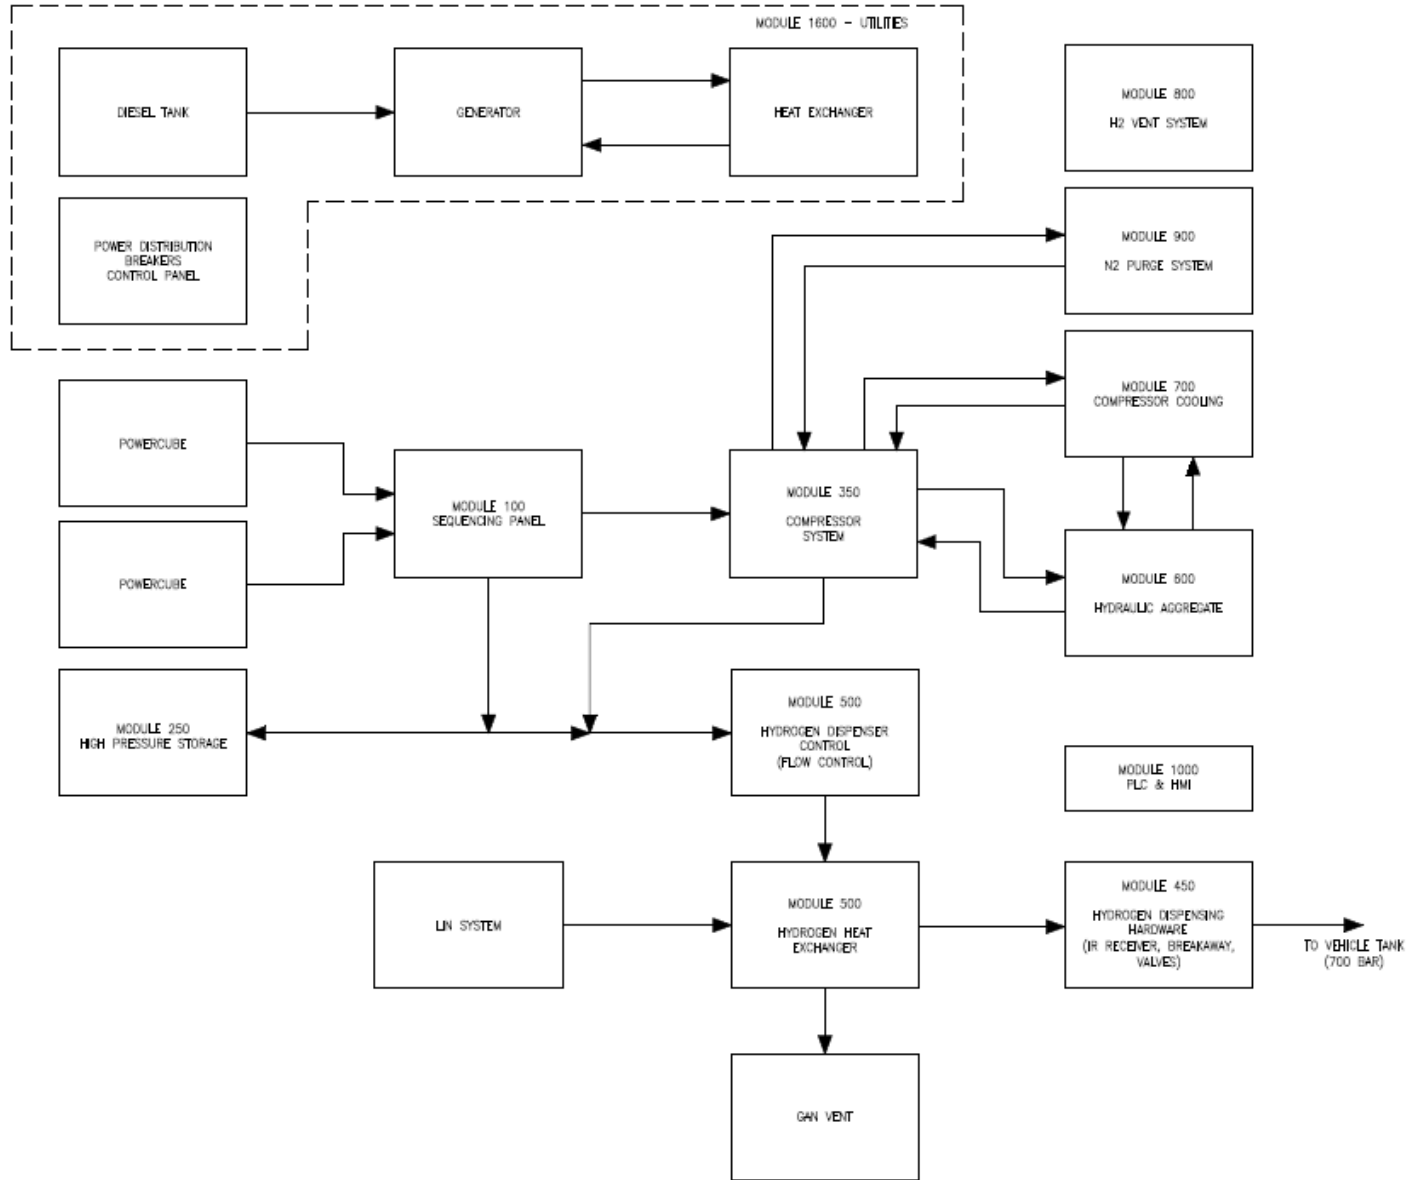 MODULE 1600 - UTILITIES
DIESEL TANK
GENERATOR
HEAT EXCHANGER
MODULE 800
H2 VENT SYSTEM
POWER DISTRIBUTION
BREAKERS
CONTROL PANEL
MODULE 900
N2 PURGE SYSTEM
MODULE 700
COMPRESSOR COOLING
POWERCUBE
MODULE 100
SEQUENCING PANEL
MODULE 350
COMPRESSOR
SYSTEM
POWERCUBE
MODULE 600
HYDRAULIC AGGREGATE
MODULE 250
HIGH PRESSURE STORAGE
MODULE 500
HYDROGEN DISPENSER
CONTROL
(FLOW CONTROL)
MODULE 1000
PLC & HMI
LIN SYSTEM
MODULE 500
HYDROGEN HEAT
EXCHANGER
MODULE 450
HYDROGEN DISPENSING
HARDWARE
(IR RECEIVER, BREAKAWAY,
VALVES)
TO VEHICLE TANK
(700 BAR)
GAN VENT